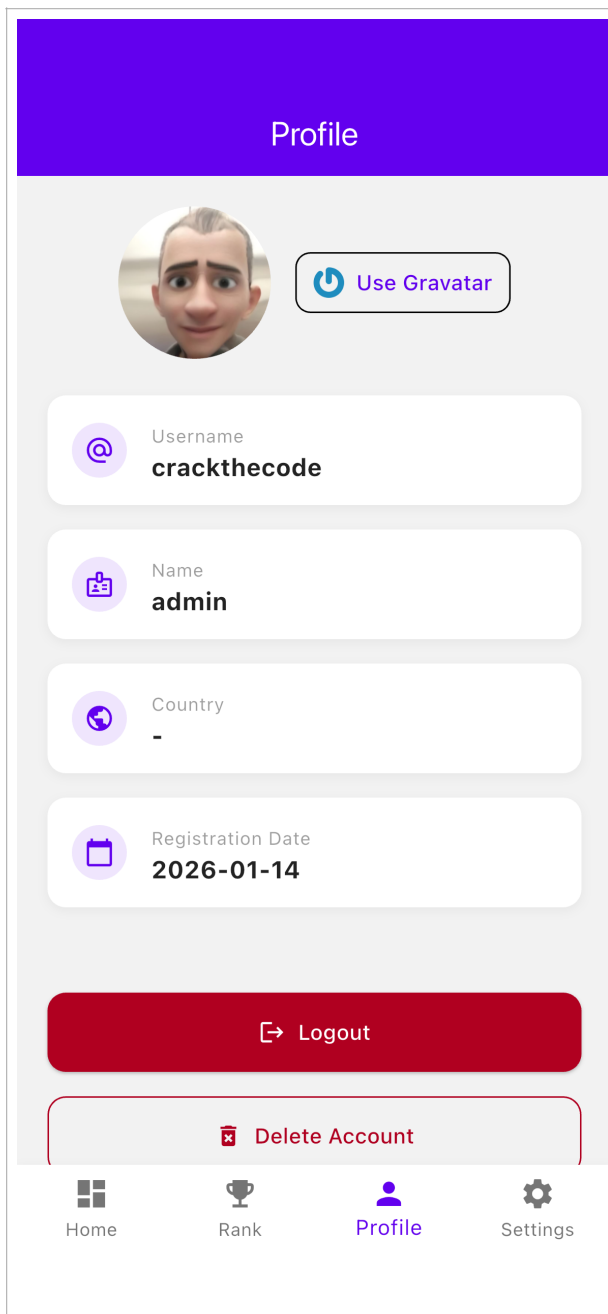 Profile
Use Gravatar
Username
crackthecode
Name
admin
Country
-
Registration Date
2026-01-14
Logout
Delete Account
Home
Rank
Profile
Settings